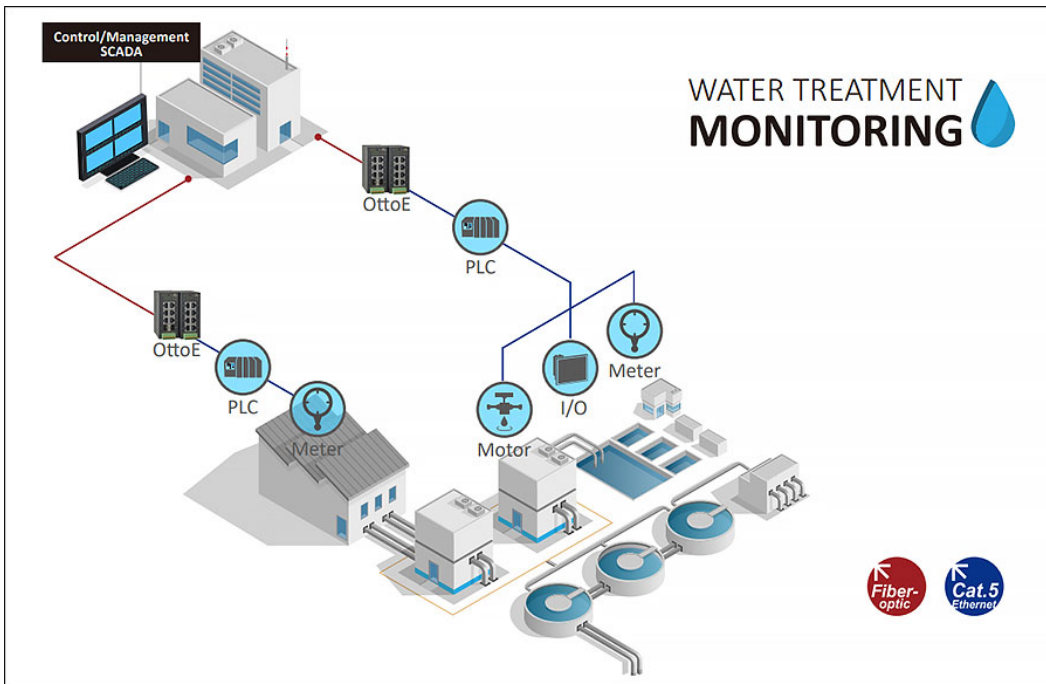 Control/Management
SCADA
WATER TREATMENT
MONITORING
OttoE
PLC
OttoE
PLC
Meter
Motor
I/O
Meter
Fiber-
optic
Cat.5
Ethernet